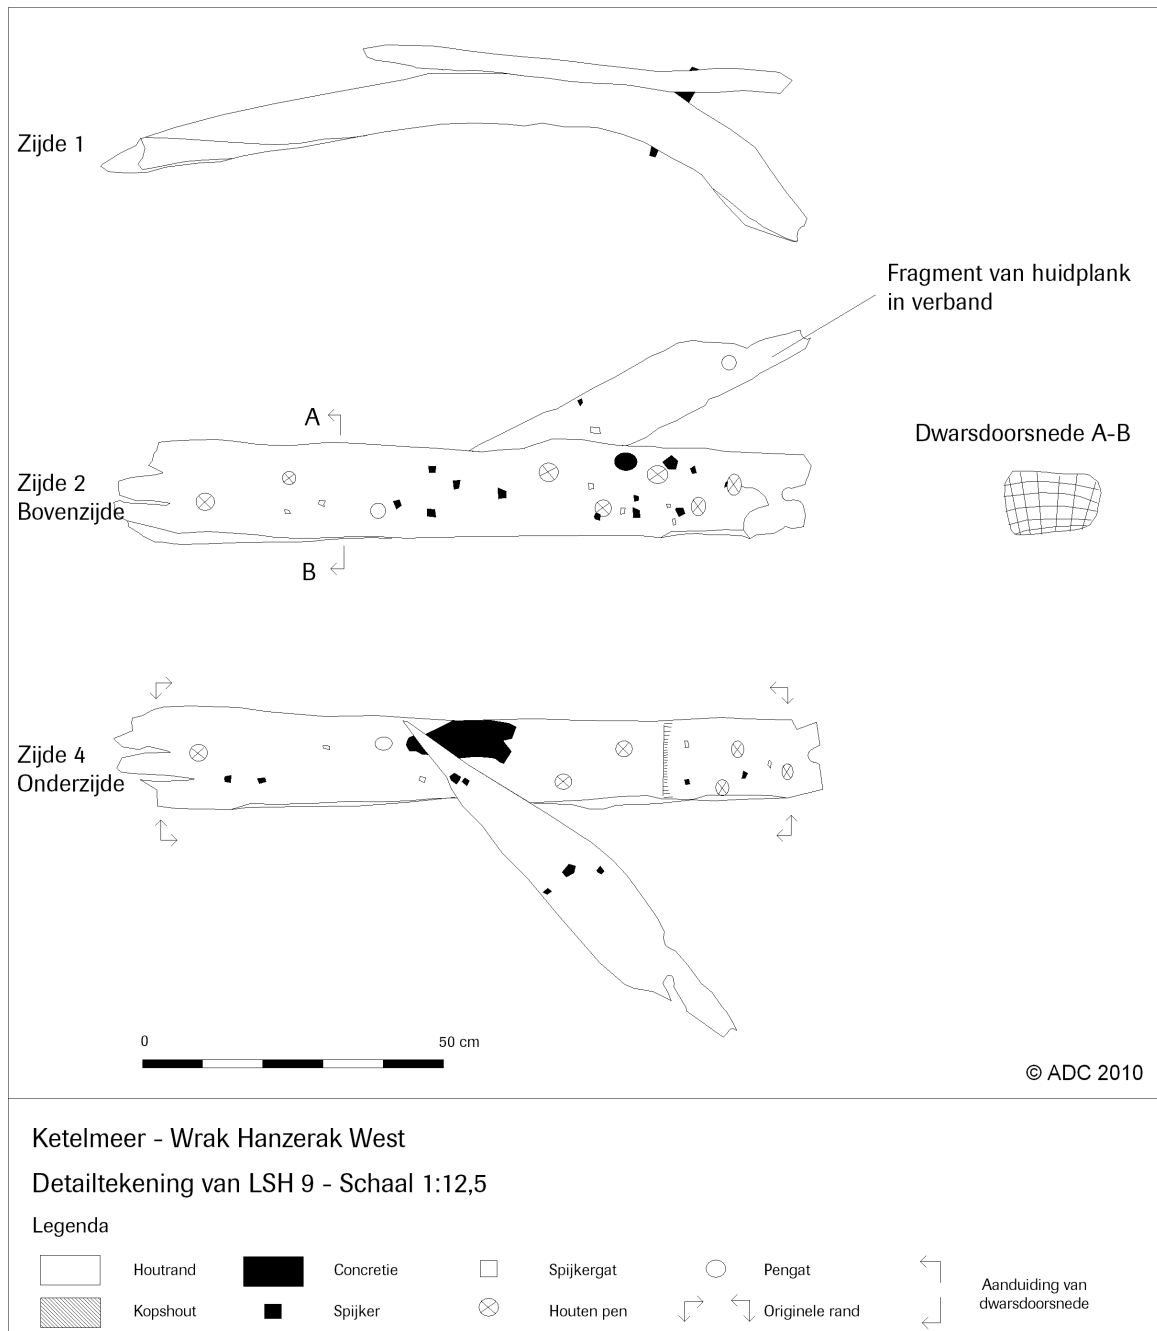 Zijde 1
Fragment van huidplank
in verband
A
Dwarsdoorsnede A-B
Zijde 2
Bovenzijde
B
Zijde 4
Onderzijde
0 50 cm
© ADC 2010
Ketelmeer - Wrak Hanzerak West
Detailtekening van LSH 9 - Schaal 1:12,5
Legenda
Houtrand Concretie Spijkergat Pengat Aanduiding van
Kopshout Spijker Houten pen Originele rand dwarsdoorsnede